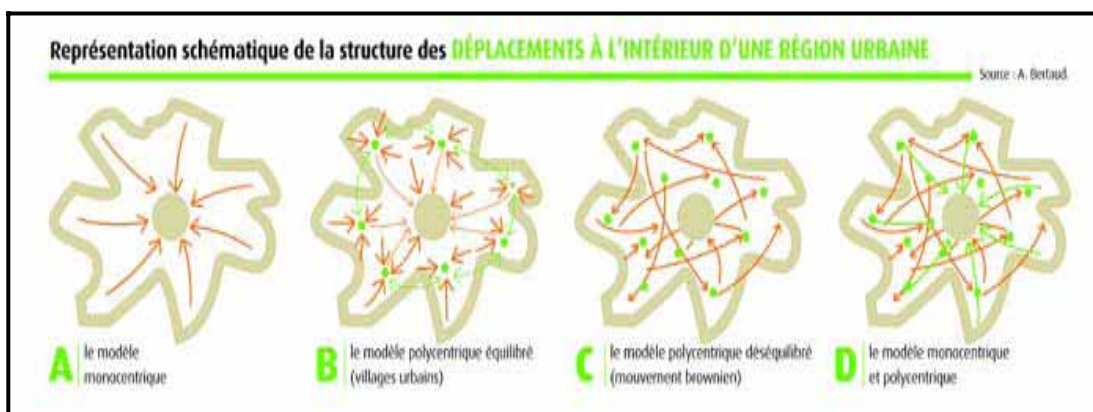 Représentation schématique de la structure des DÉPLACEMENTS À L'INTÉRIEUR D'UNE RÉGION URBAINE
Source : A. Bertaud.
A le modèle
monocentrique
B le modèle polycentrique équilibré
(villages urbains)
C le modèle polycentrique déséquilibré
(mouvement brownien)
D le modèle monocentrique
et polycentrique